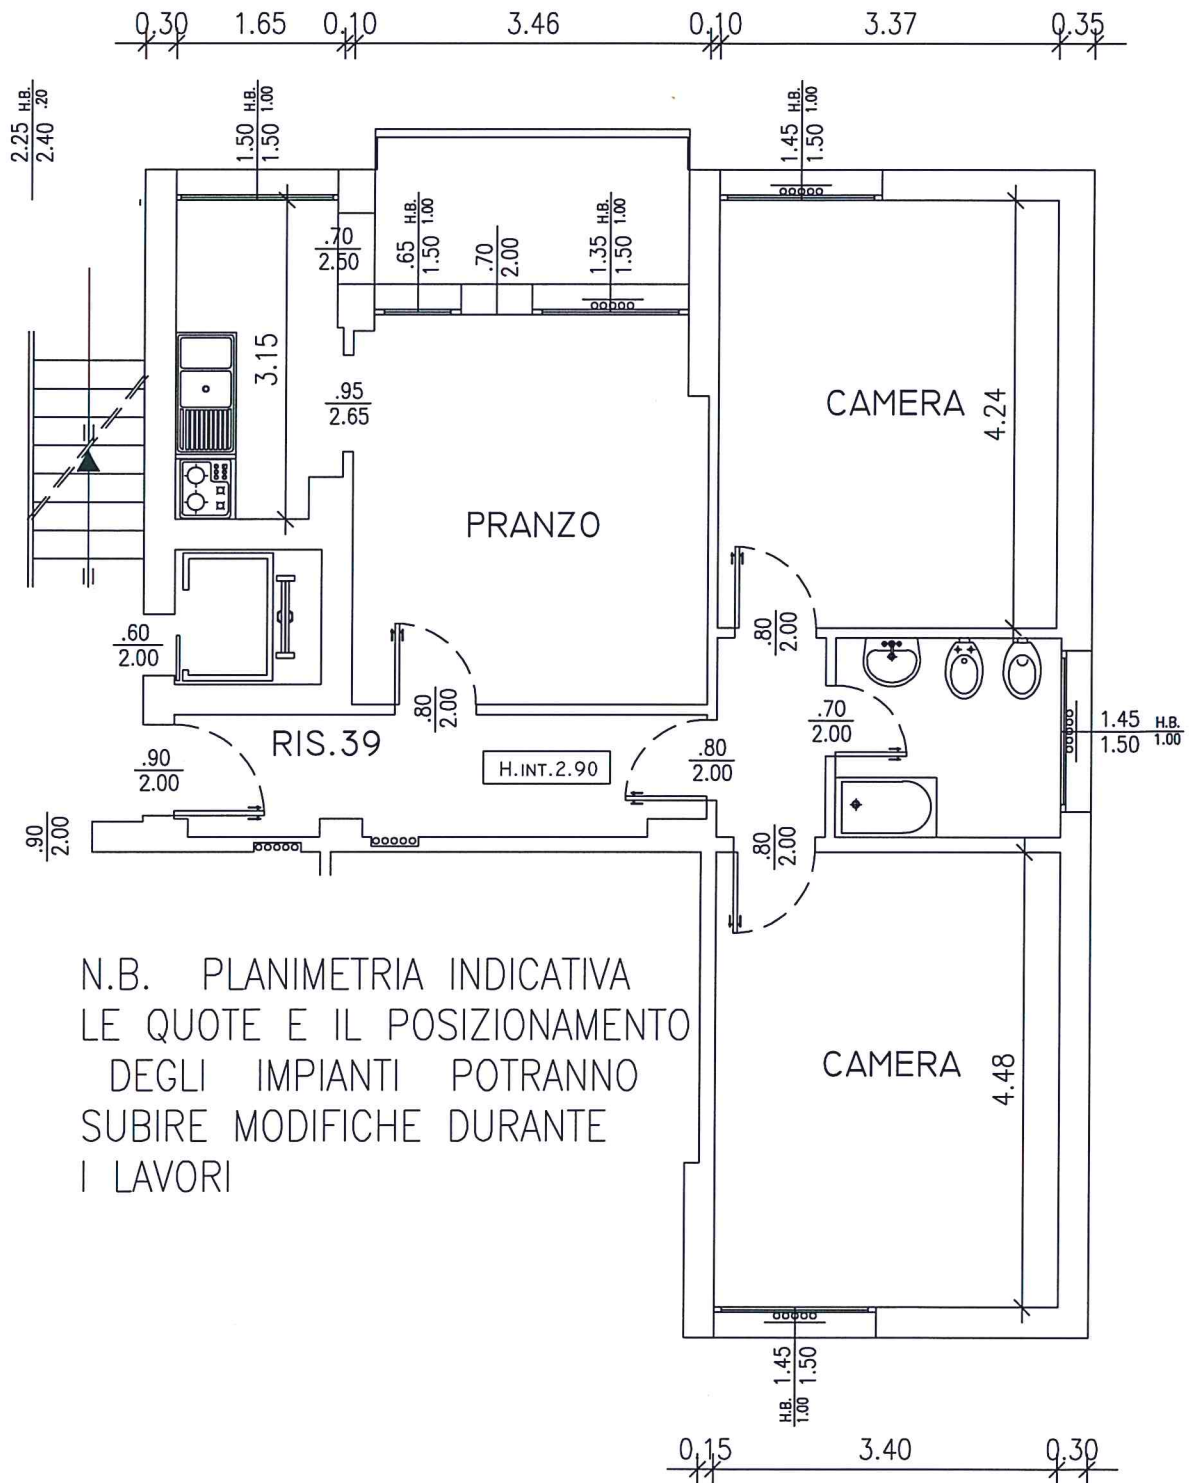 0.30 1.65 0.10 3.46 0.10 3.37 0.35
2.25 H.B. .20
2.40
1.50 H.B. 1.00
1.50
1.45 H.B. 1.00
1.50
.70
2.50
.65 H.B. 1.00
1.50
.70
2.00
1.35 H.B. 1.00
1.50
3.15
.95
2.65
CAMERA
4.24
PRANZO
.60
2.00
.80
2.00
.80
2.00
.70
2.00
1.45 H.B.
1.50 1.00
RIS.39
H.INT.2.90
.80
2.00
.90
2.00
.90
2.00
.80
2.00
N.B. PLANIMETRIA INDICATIVA
LE QUOTE E IL POSIZIONAMENTO
DEGLI IMPIANTI POTRANNO
SUBIRE MODIFICHE DURANTE
I LAVORI
CAMERA
4.48
H.B. 1.45
1.00 1.50
0.15 3.40 0.30